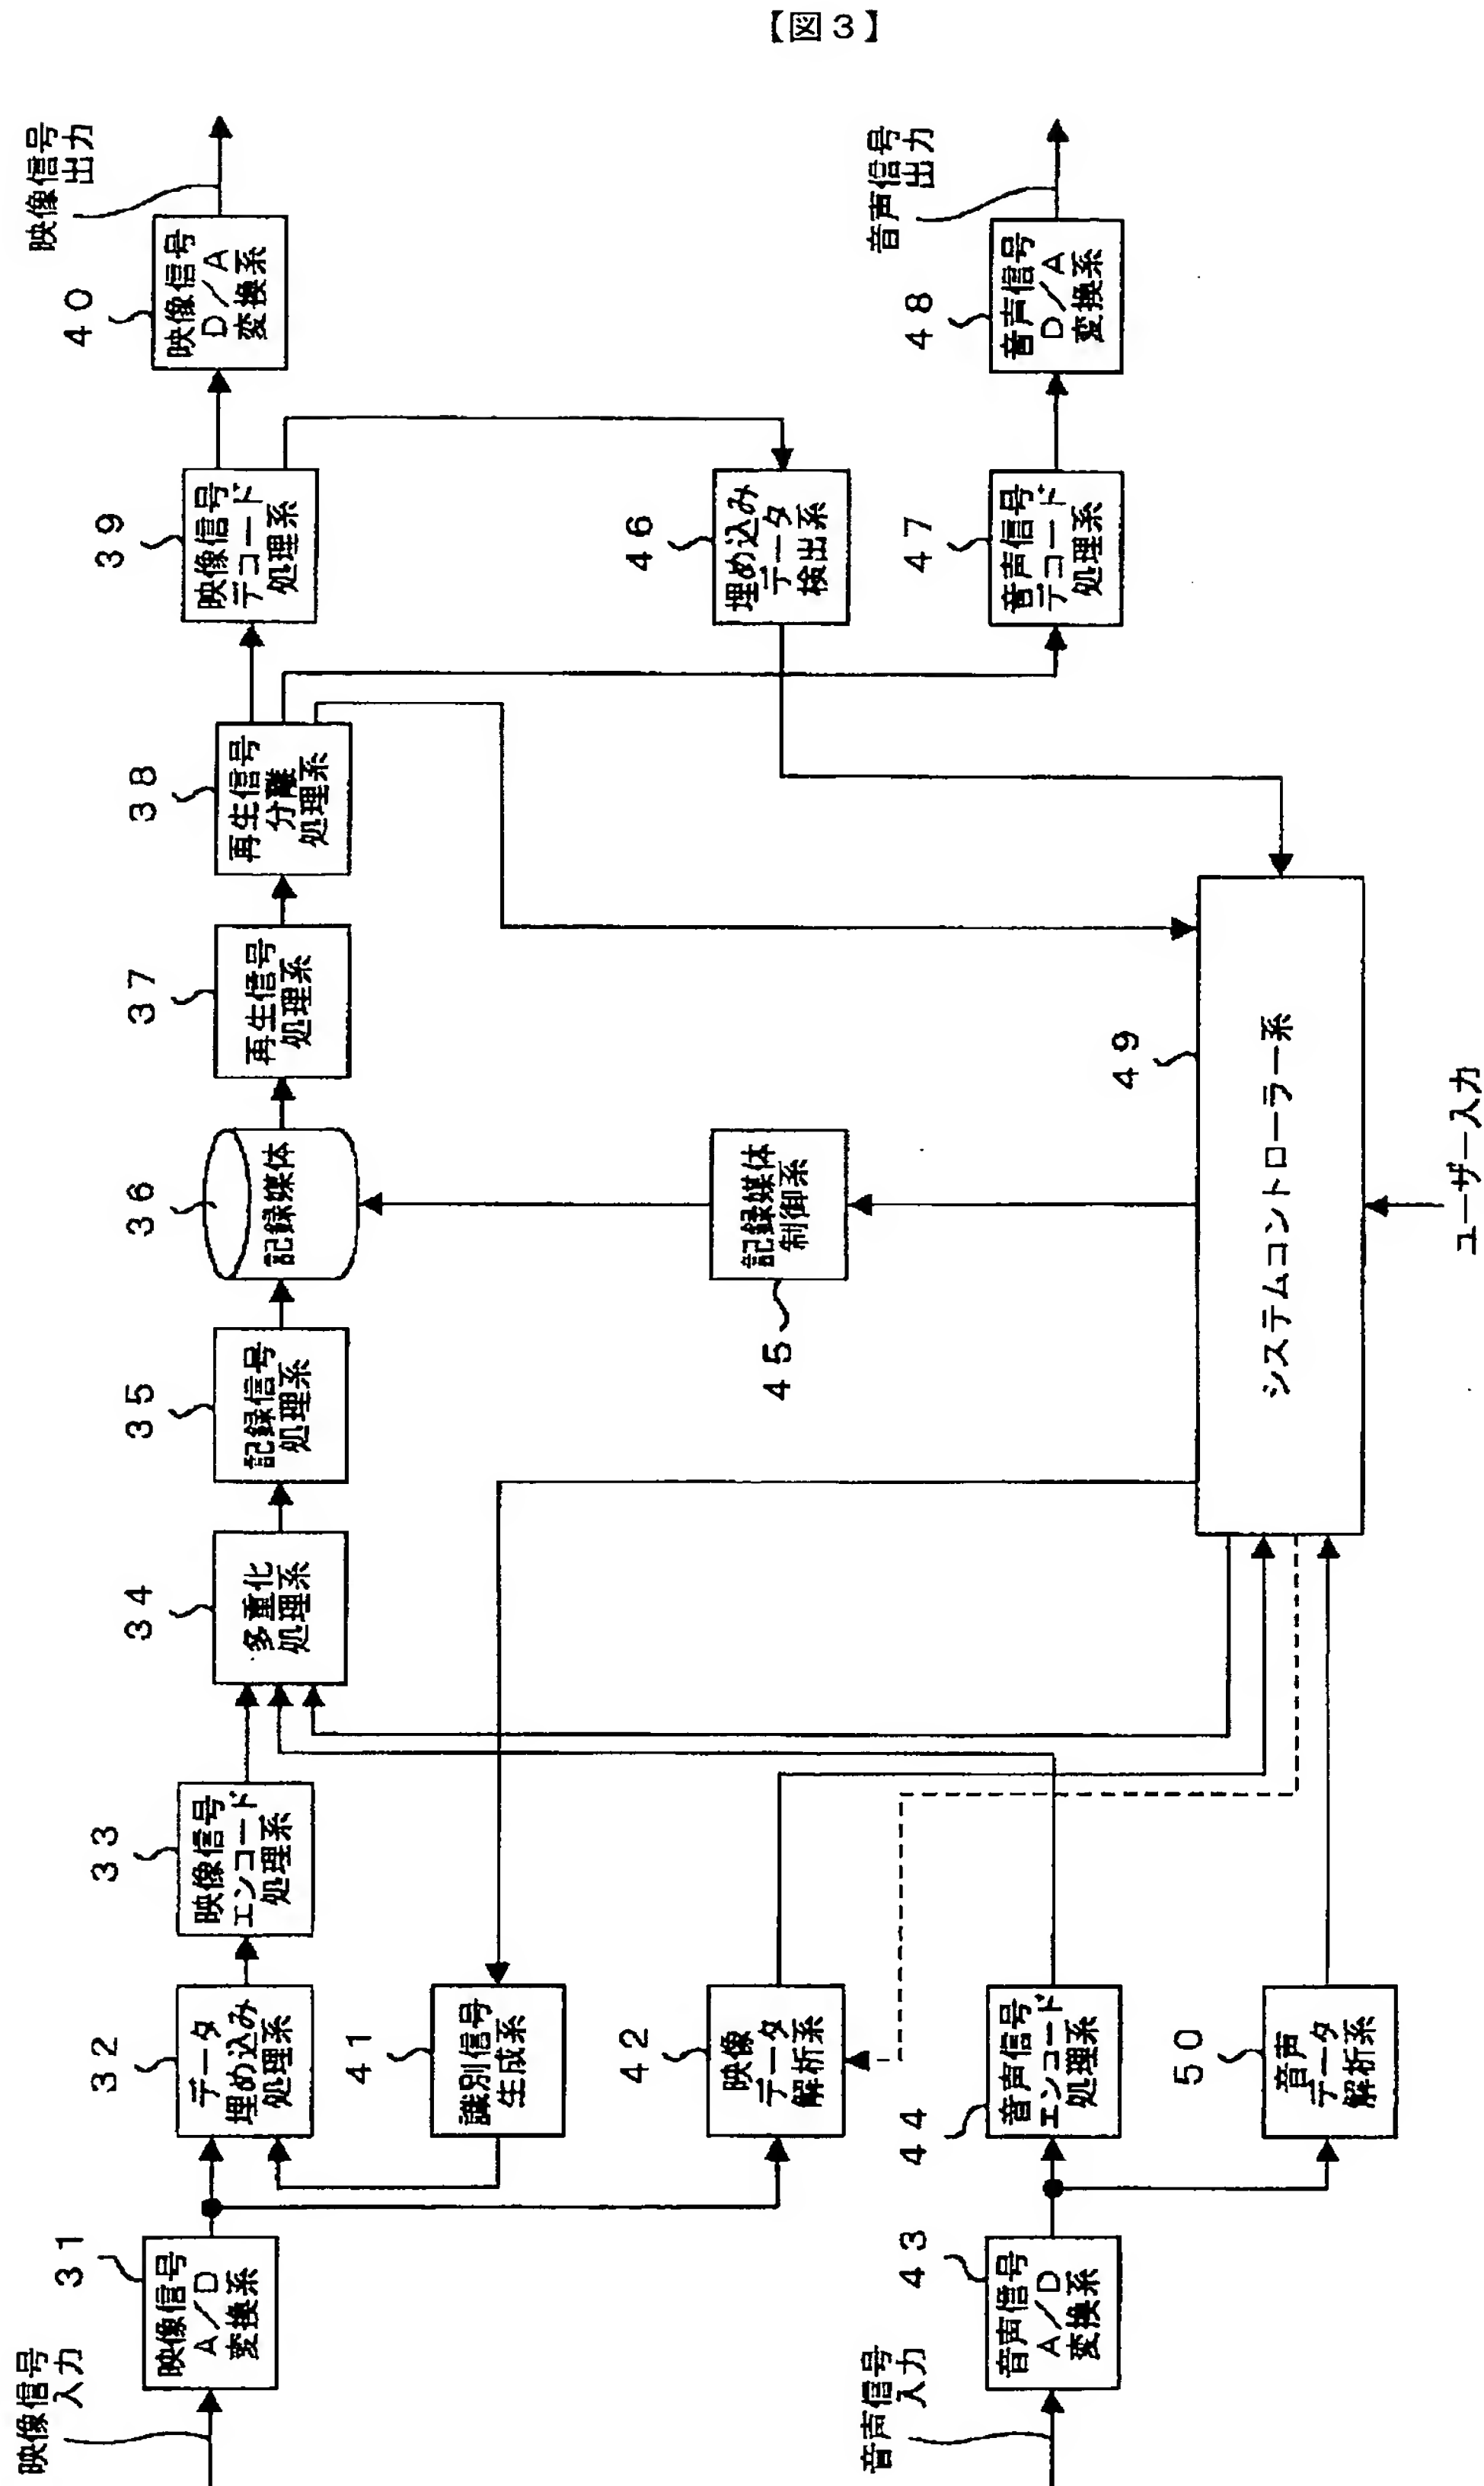 【図3】
映像信号
入力
31
映像信号
A/D
変換系
32
データ
埋め込み
処理系
33
映像信号
エンコード
処理系
34
多重化
処理系
35
記録信号
処理系
36
記録媒体
37
再生信号
処理系
38
再生信号
分離
処理系
39
映像信号
デコード
処理系
40
映像信号
D/A
変換系
映像信号
出力
41
識別信号
生成系
42
映像
データ
解析系
45
記録媒体
制御系
46
埋め込み
データ
検出系
音声信号
入力
43
音声信号
A/D
変換系
44
音声信号
エンコード
処理系
47
音声信号
デコード
処理系
48
音声信号
D/A
変換系
音声信号
出力
50
音声
データ
解析系
49
システムコントローラー系
ユーザー入力